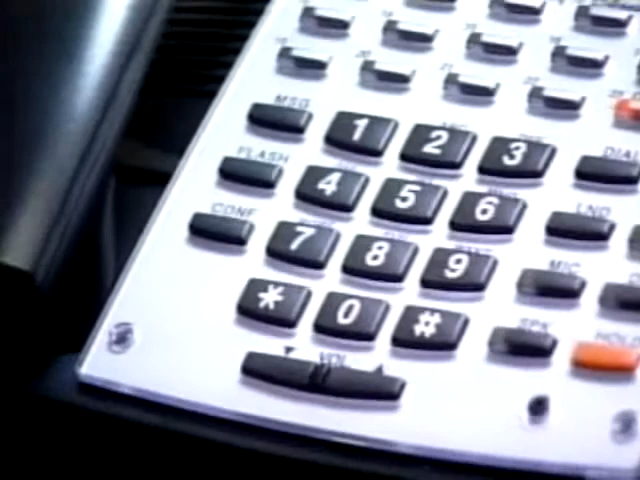 MSG
1 2 3
DIAL
FLASH
4 5 6
LND
CONF
7 8 9
MIC
* 0 #
SPK
HOLD
VOL